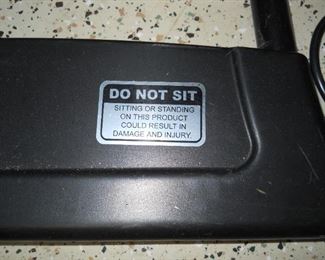 DO NOT SIT
SITTING OR STANDING
ON THIS PRODUCT
COULD RESULT IN
DAMAGE AND INJURY.